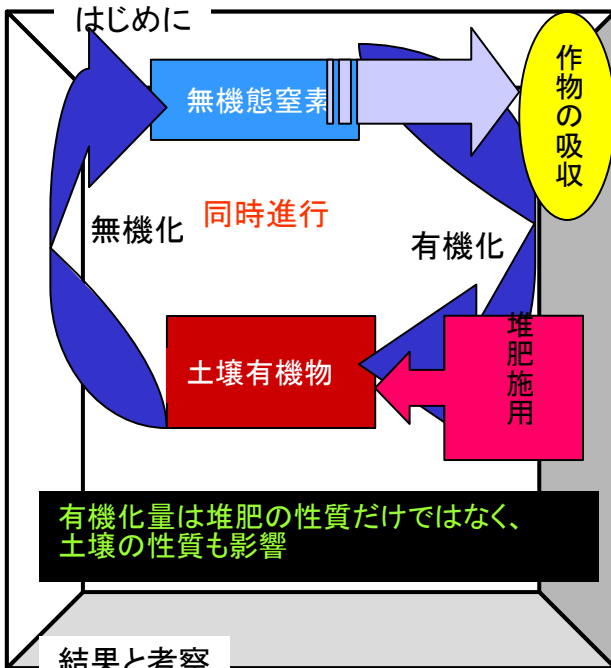 はじめに
無機態窒素
作物の吸収
無機化
同時進行
有機化
土壌有機物
堆肥施用
有機化量は堆肥の性質だけではなく、
土壌の性質も影響
結果と考察